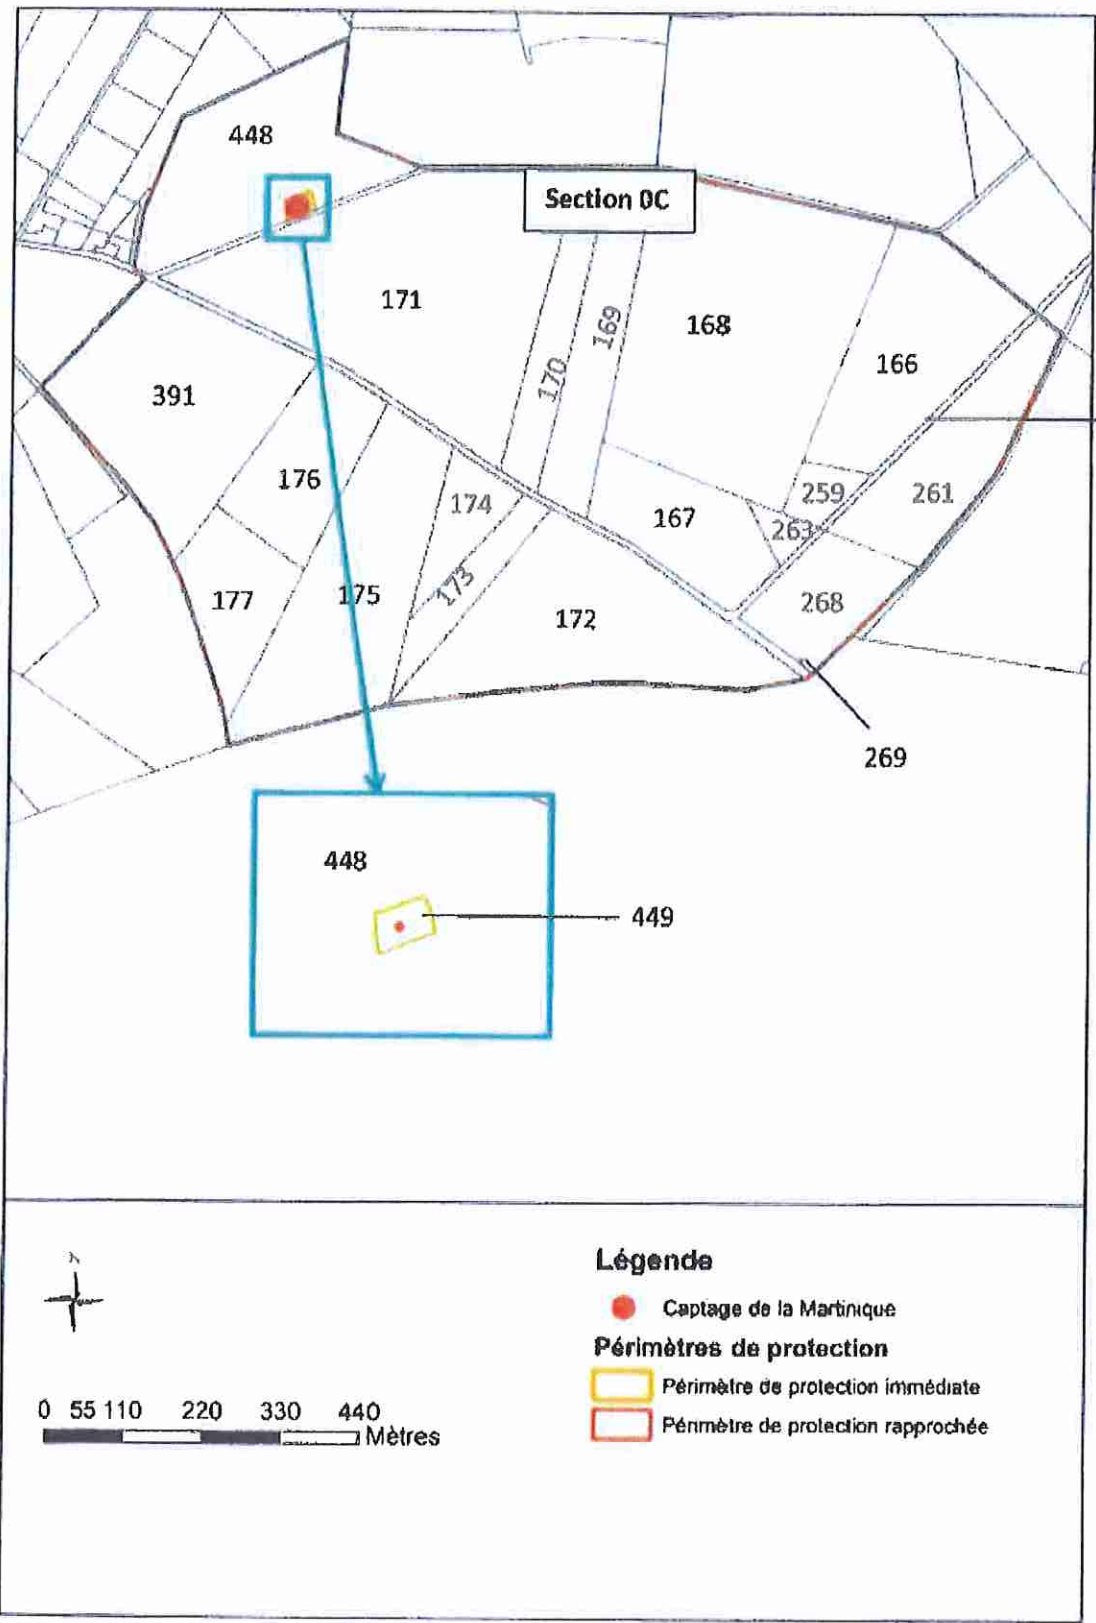 448
Section 0C
171
169
168
170
166
391
176
174
259
261
167
263
177
175
173
268
172
269
448
449
Légende
Captage de la Martinique
Périmètres de protection
Périmètre de protection immédiate
0 55 110 220 330 440
Mètres
Périmètre de protection rapprochée